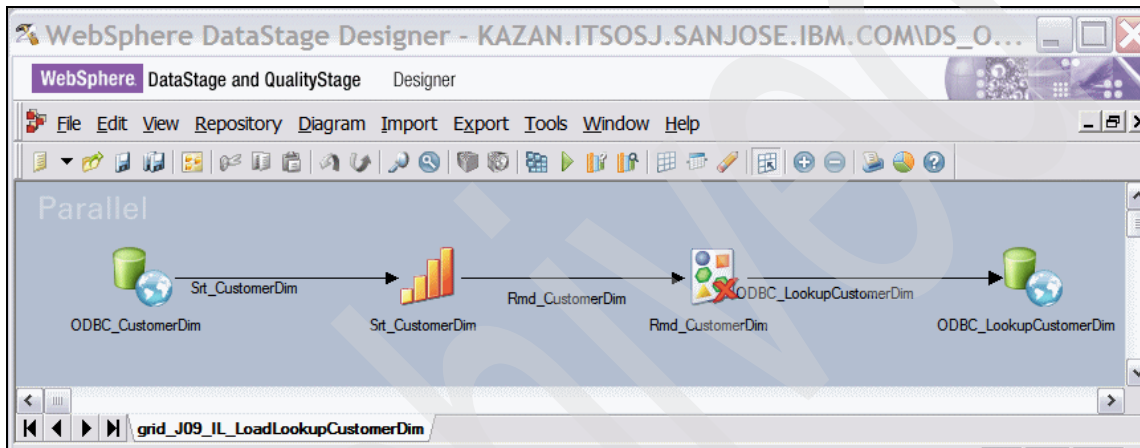 WebSphere DataStage Designer - KAZAN.ITSOSJ.SANJOSE.IBM.COM\DS_O...
WebSphere. DataStage and QualityStage Designer
File Edit View Repository Diagram Import Export Tools Window Help
Parallel
Srt_CustomerDim
Rmd_CustomerDim
ODBC_LookupCustomerDim
ODBC_CustomerDim
Srt_CustomerDim
Rmd_CustomerDim
ODBC_LookupCustomerDim
grid_J09_IL_LoadLookupCustomerDim